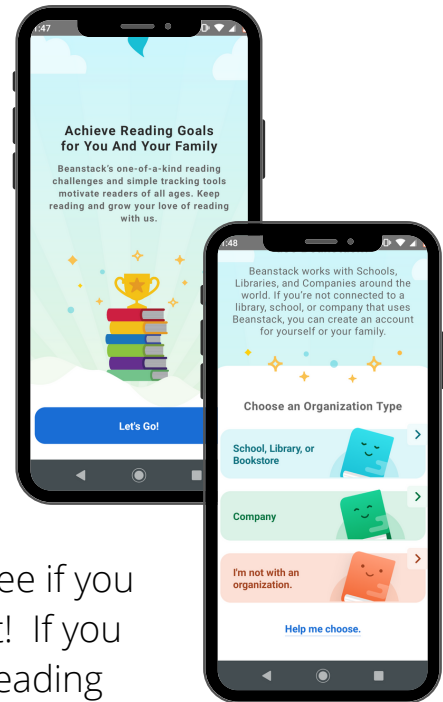 1:47
Achieve Reading Goals
for You And Your Family
Beanstack's one-of-a-kind reading
challenges and simple tracking tools
motivate readers of all ages. Keep
reading and grow your love of reading
with us.
Let's Go!
:48
Beanstack works with Schools,
Libraries, and Companies around the
world. If you're not connected to a
library, school, or company that uses
Beanstack, you can create an account
for yourself or your family.
Choose an Organization Type
School, Library, or
Bookstore
Company
I'm not with an
organization.
Help me choose.
ee if you
! If you
eading